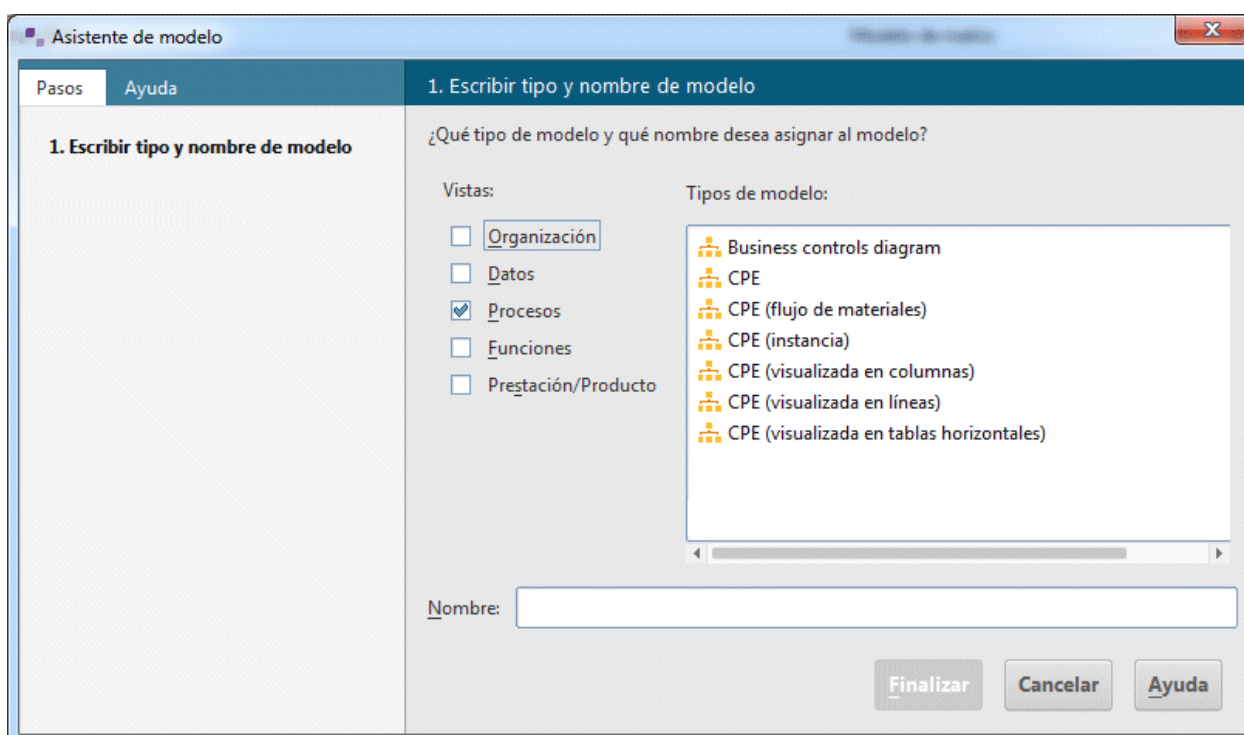 Asistente de modelo
Pasos Ayuda
1. Escribir tipo y nombre de modelo
1. Escribir tipo y nombre de modelo
¿Qué tipo de modelo y qué nombre desea asignar al modelo?
Vistas:
Organización
Datos
Procesos
Funciones
Prestación/Producto
Tipos de modelo:
Business controls diagram
CPE
CPE (flujo de materiales)
CPE (instancia)
CPE (visualizada en columnas)
CPE (visualizada en líneas)
CPE (visualizada en tablas horizontales)
Nombre:
Finalizar Cancelar Ayuda